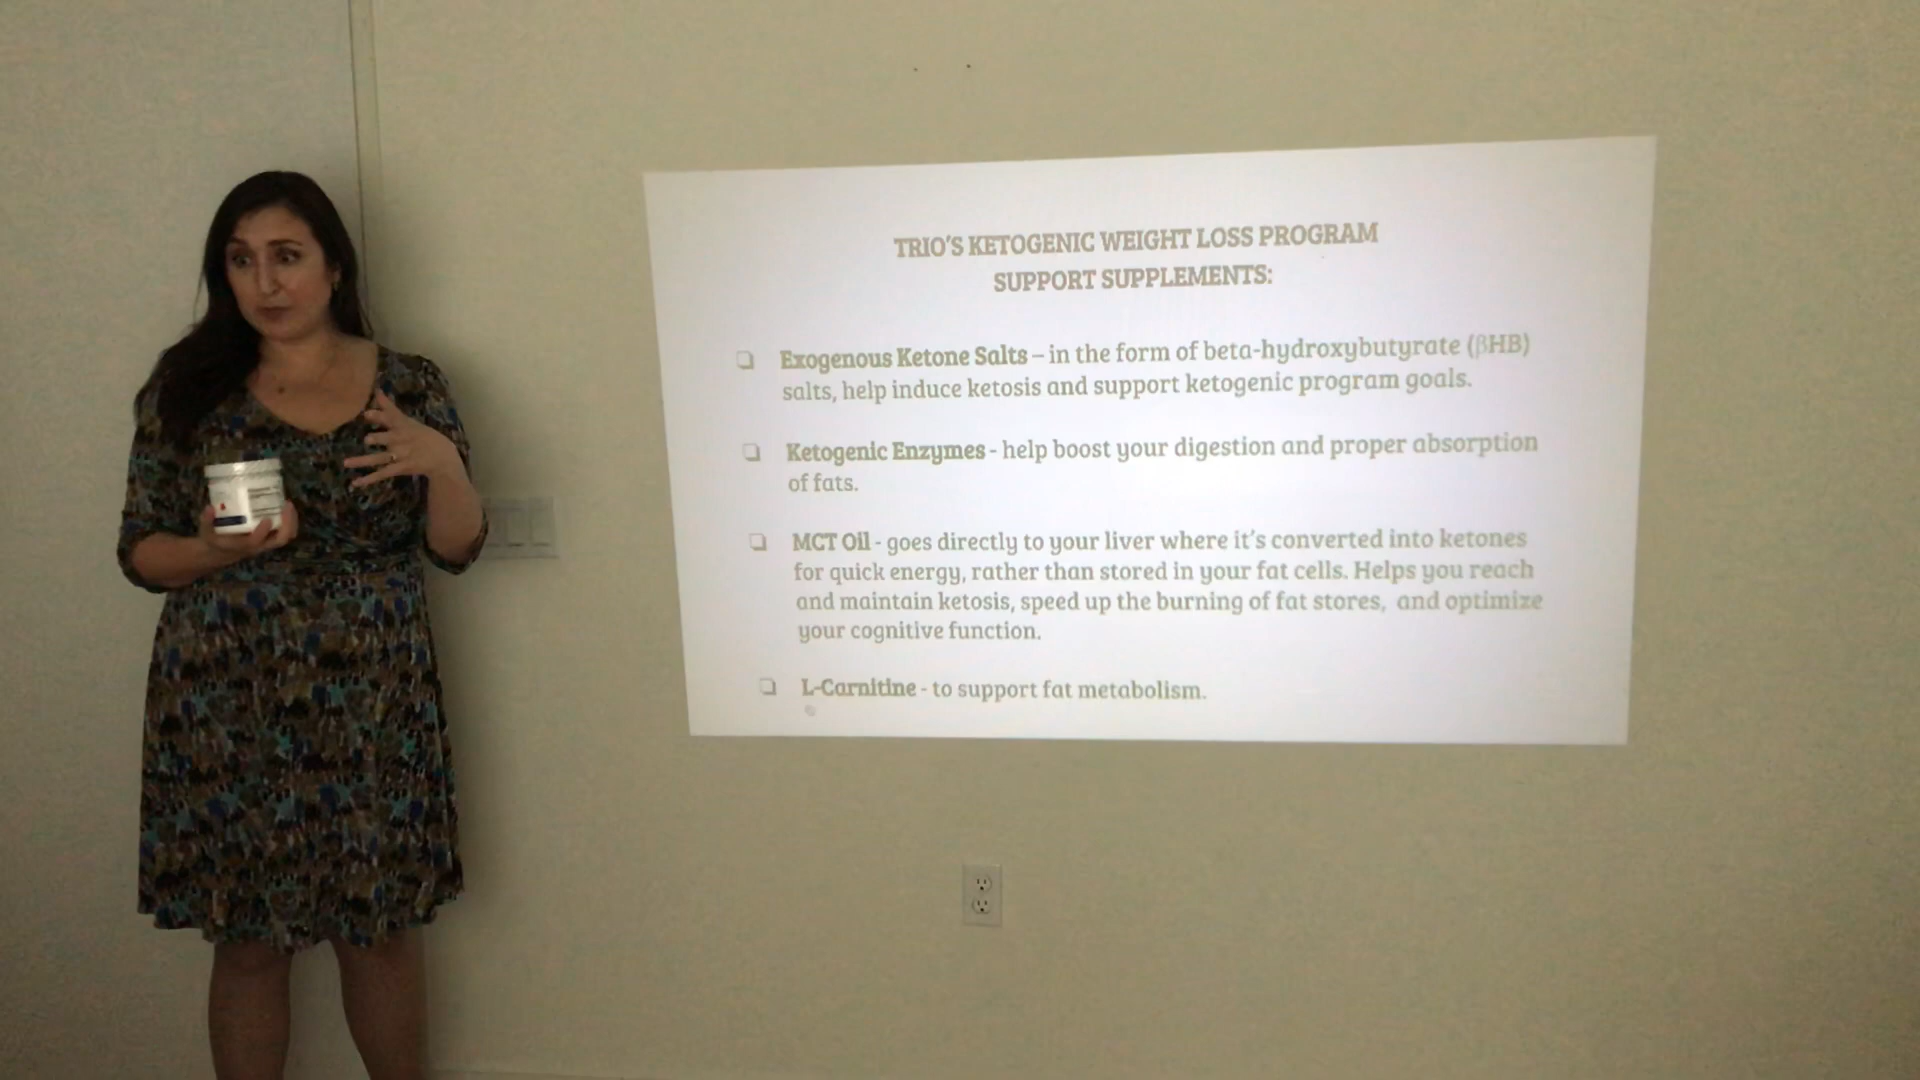 TRIO'S KETOGENIC WEIGHT LOSS PROGRAM
SUPPORT SUPPLEMENTS:
❏ Exogenous Ketone Salts – in the form of beta-hydroxybutyrate (βHB)
salts, help induce ketosis and support ketogenic program goals.
❏ Ketogenic Enzymes - help boost your digestion and proper absorption
of fats.
❏ MCT Oil - goes directly to your liver where it's converted into ketones
for quick energy, rather than stored in your fat cells. Helps you reach
and maintain ketosis, speed up the burning of fat stores, and optimize
your cognitive function.
❏ L-Carnitine - to support fat metabolism.